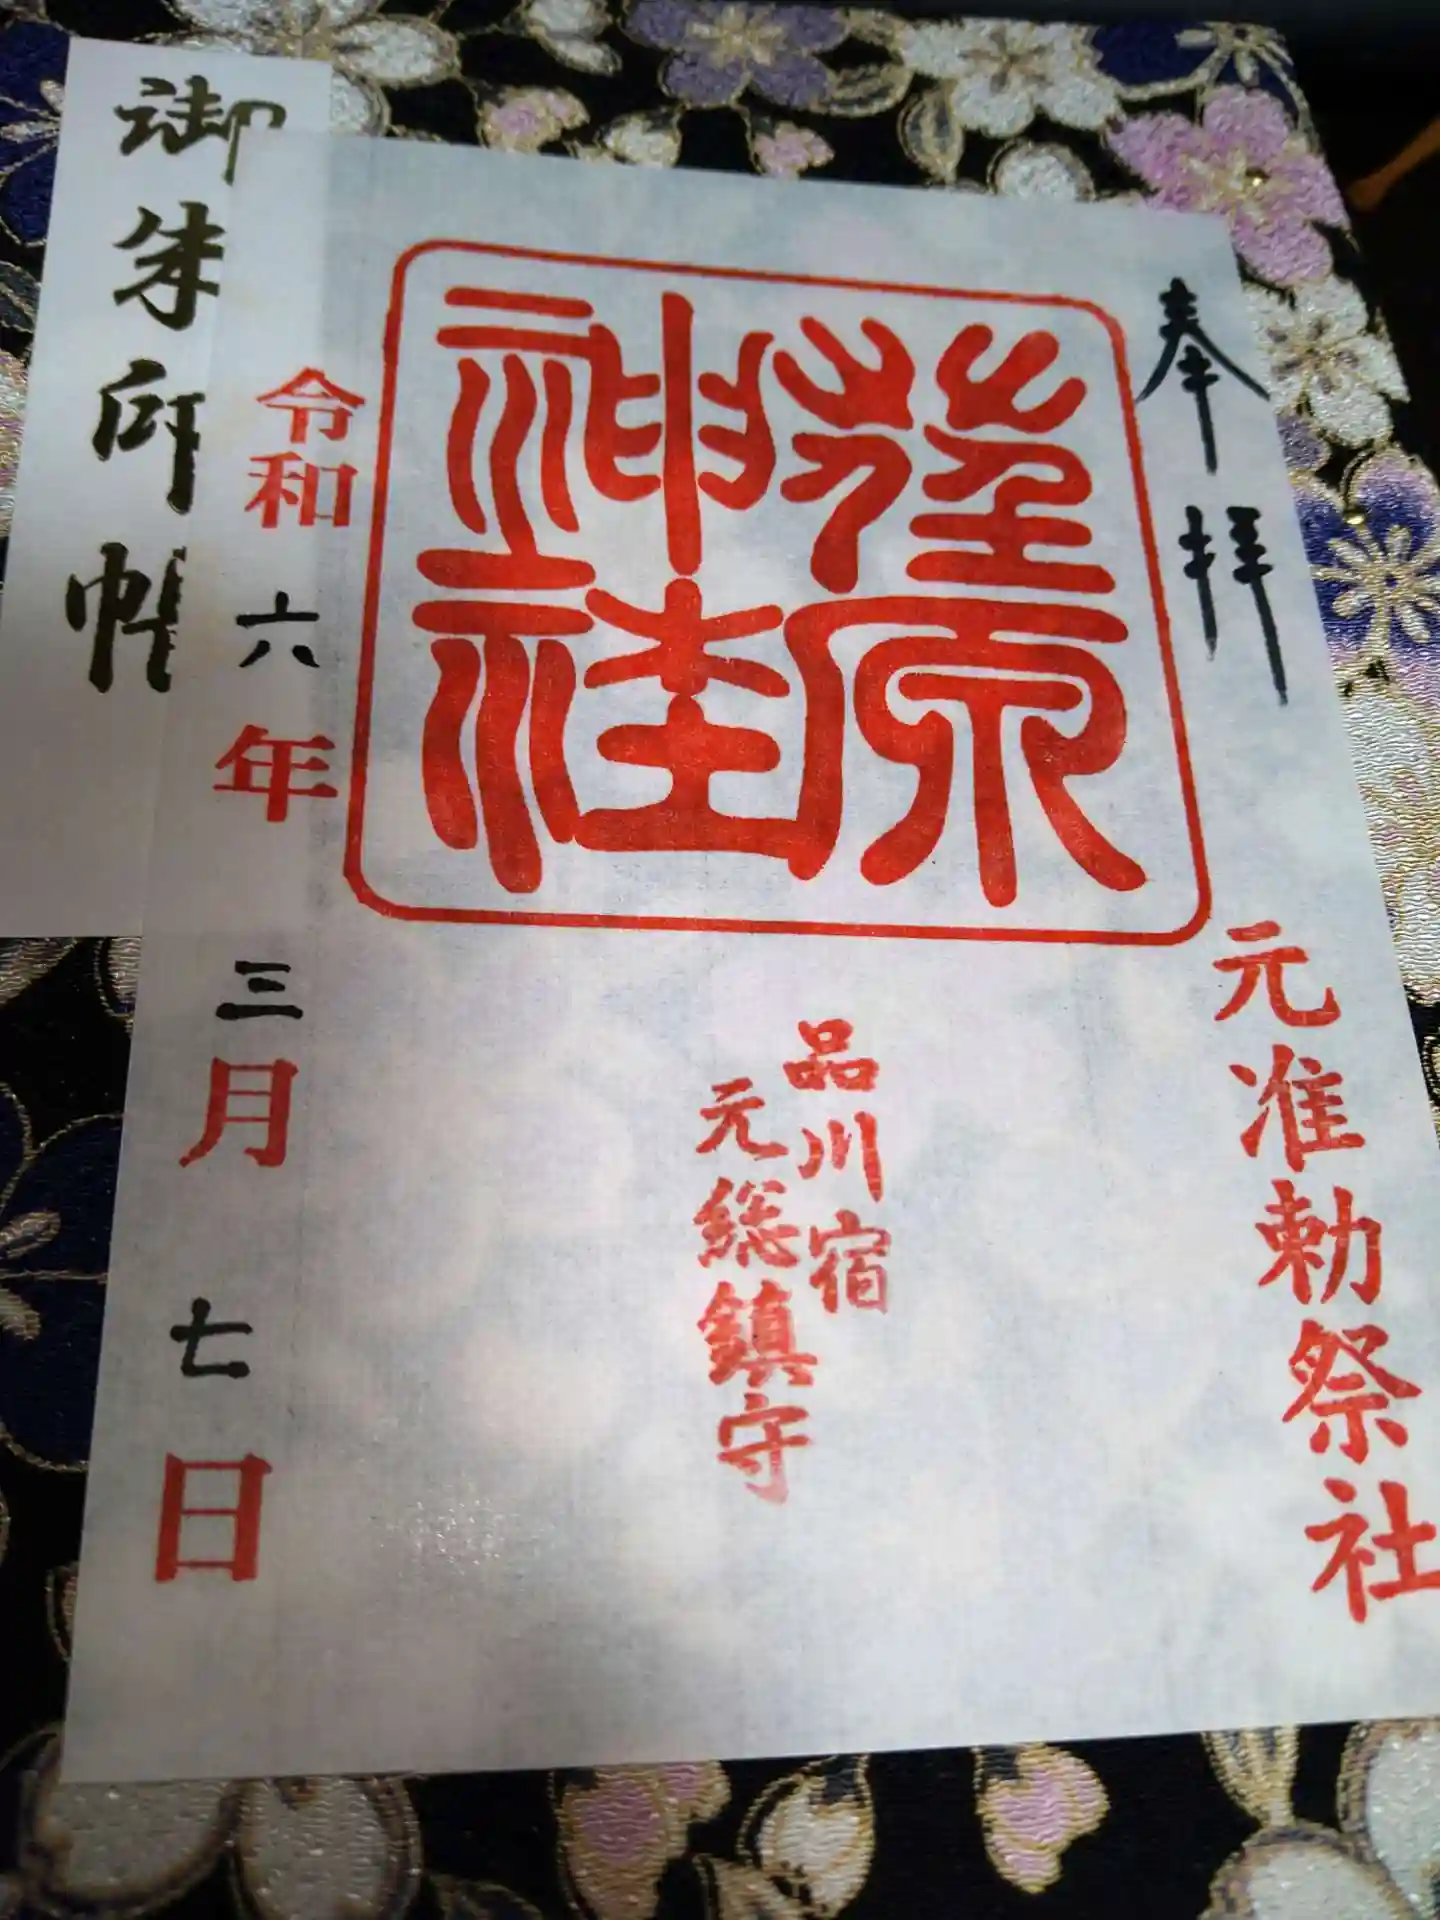 奉拝
元准勅祭社
荏原
神社
品川宿
元総鎮守
令和六年三月七日
御朱印帳